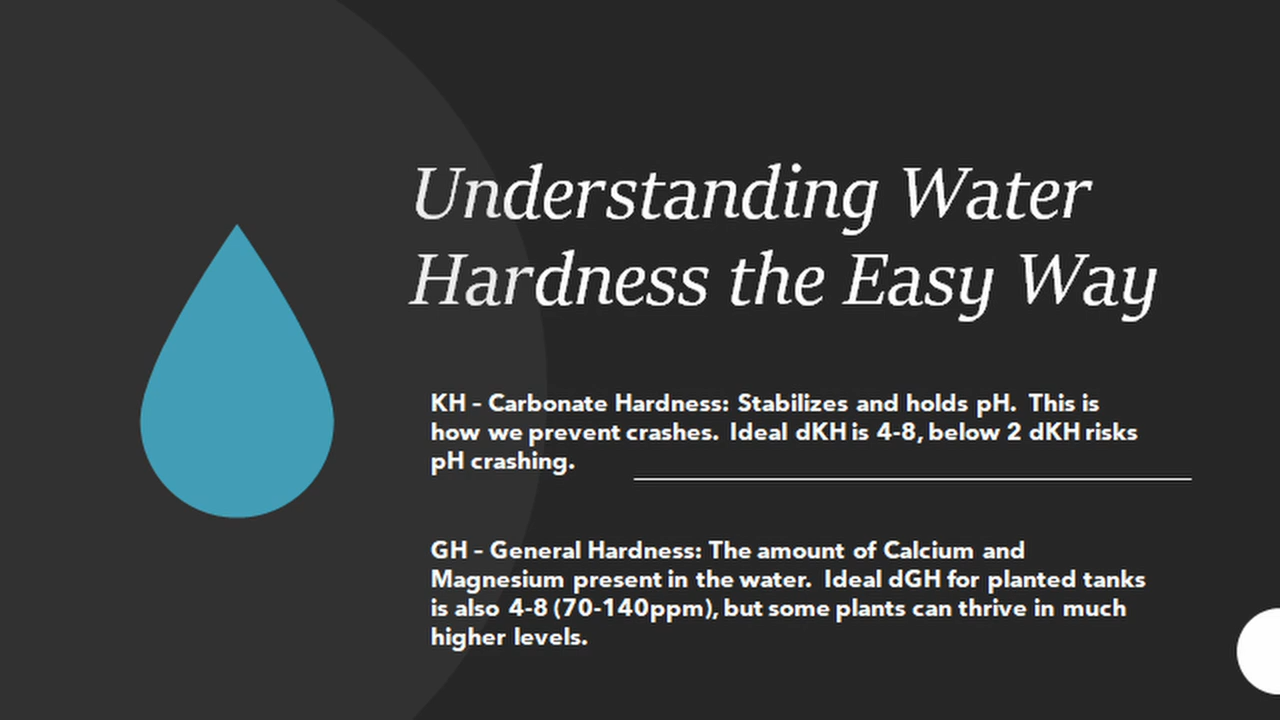 Understanding Water
Hardness the Easy Way
KH – Carbonate Hardness: Stabilizes and holds pH. This is
how we prevent crashes. Ideal dKH is 4-8, below 2 dKH risks
pH crashing.
GH – General Hardness: The amount of Calcium and
Magnesium present in the water. Ideal dGH for planted tanks
is also 4-8 (70-140ppm), but some plants can thrive in much
higher levels.